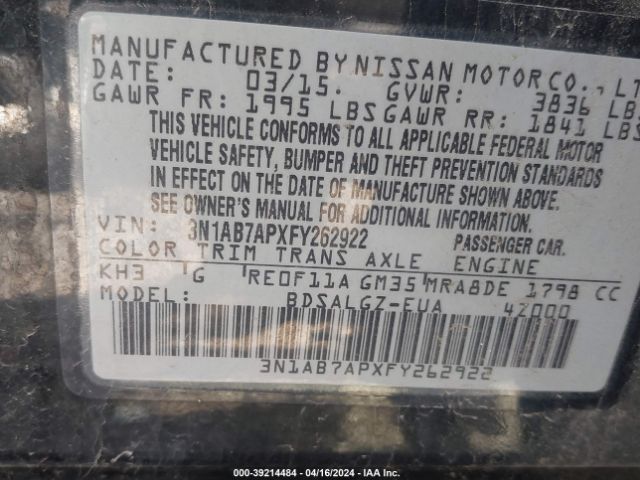 MANUFACTURED BY NISSAN MOTOR CO., LT
DATE: 03/15. GVWR: 3836 LB
GAWR FR: 1995 LBS GAWR RR: 1841 LBS
THIS VEHICLE CONFORMS TO ALL APPLICABLE FEDERAL MOTOR
VEHICLE SAFETY, BUMPER AND THEFT PREVENTION STANDARDS
IN EFFECT ON THE DATE OF MANUFACTURE SHOWN ABOVE.
SEE OWNER'S MANUAL OR FOR
VIN: 3N1AB7APXFY262922 PASSENGER CAR.
COLOR TRIM TRANS AXLE ENGINE
KH3 G RE0F11A GM35 MRA8DE 1798 CC
MODEL: BDSALGZ-EUA 42000
3N1AB7APXFY262922
000-39214484 - 04/16/2024 - IAA Inc.